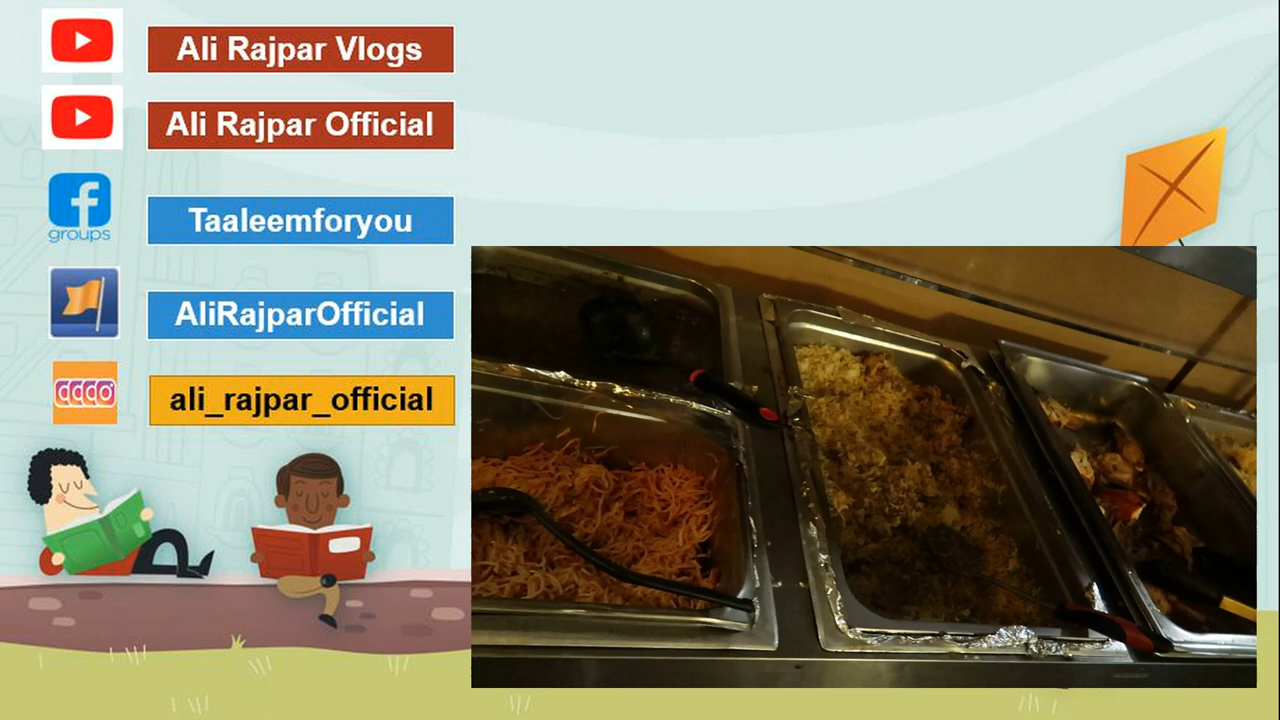 Ali Rajpar Vlogs
Ali Rajpar Official
Taaleemforyou
groups
AliRajparOfficial
ali_rajpar_official